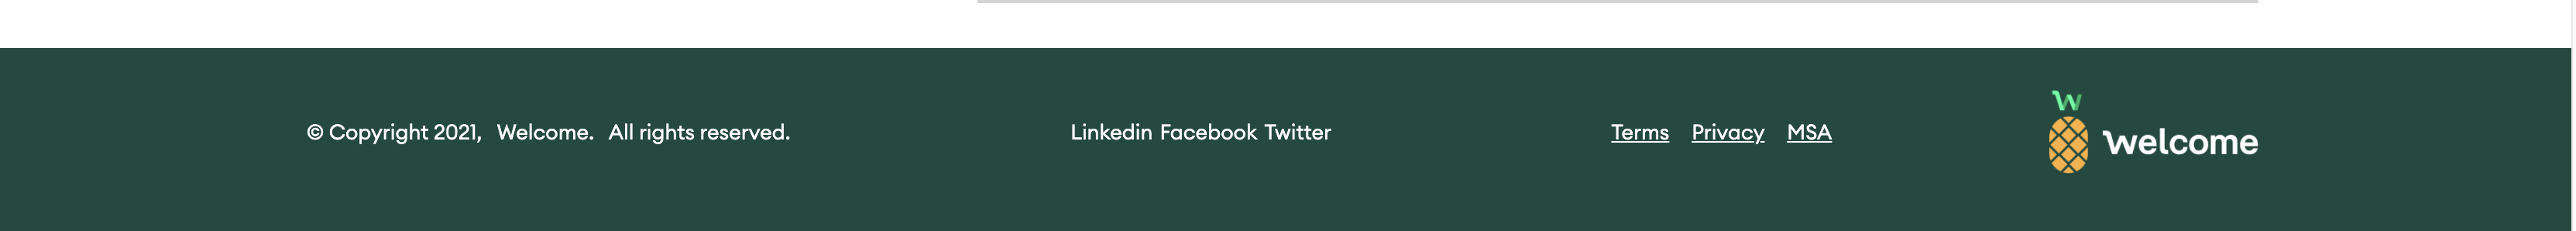 © Copyright 2021, Welcome. All rights reserved.
Linkedin Facebook Twitter
Terms Privacy MSA
welcome